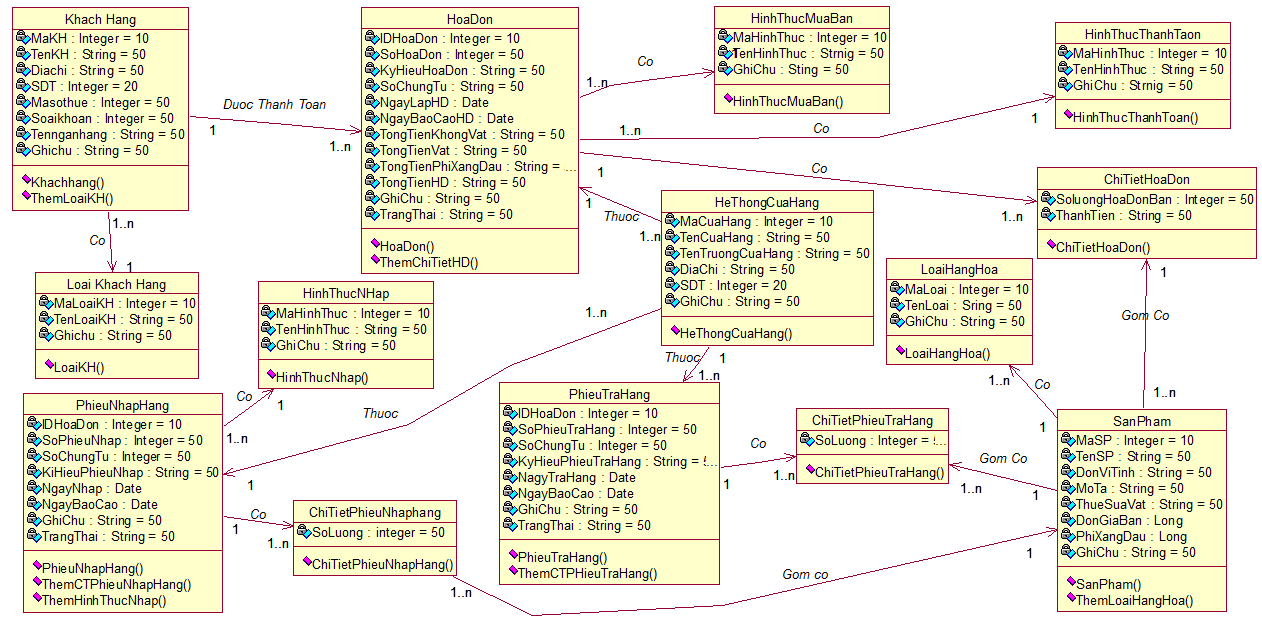 Khach Hang
MaKH : Integer = 10
TenKH : String = 50
Diachi : String = 50
SDT : Integer = 20
Masothue : Integer = 50
Soaikhoan : Integer = 50
Tennganhang : String = 50
Ghichu : String = 50
Khachhang()
ThemLoaiKH()
Duoc Thanh Toan
1
1..n
HoaDon
IDHoaDon : Integer = 10
SoHoaDon : Integer = 50
KyHieuHoaDon : String = 50
SoChungTu : String = 50
NgayLapHD : Date
NgayBaoCaoHD : Date
TongTienKhongVat : String = 50
TongTienVat : String = 50
TongTienPhiXangDau : String = ...
TongTienHD : String = 50
GhiChu : String = 50
TrangThai : String = 50
HoaDon()
ThemChiTietHD()
Co
1..n
HinhThucMuaBan
MaHinhThuc : Integer = 10
TenHinhThuc : Strnig = 50
GhiChu : String = 50
HinhThucMuaBan()
HinhThucThanhTaon
MaHinhThuc : Integer = 10
TenHinhThuc : String = 50
GhiChu : Strnig = 50
HinhThucThanhToan()
1..n
Co
1
1
Co
1..n
ChiTietHoaDon
SoluongHoaDonBan : Integer = 50
ThanhTien : String = 50
ChiTietHoaDon()
1..n
Co
1
Loai Khach Hang
MaLoaiKH : Integer = 10
TenLoaiKH : String = 50
Ghichu : String = 50
LoaiKH()
HinhThucNHap
MaHinhThuc : Integer = 10
TenHinhThuc : String = 50
GhiChu : String = 50
HinhThucNhap()
1
Thuoc
1..n
HeThongCuaHang
MaCuaHang : Integer = 10
TenCuaHang : String = 50
TenTruongCuaHang : String = 50
DiaChi : String = 50
SDT : Integer = 20
GhiChu : String = 50
HeThongCuaHang()
LoaiHangHoa
MaLoai : Integer = 10
TenLoai : Sring = 50
GhiChu : String = 50
LoaiHangHoa()
1
Gom Co
1..n
1..n
Thuoc
1
Thuoc
1
1..n
1..n
Co
1
Co
1
1..n
PhieuNhapHang
IDHoaDon : Integer = 10
SoPhieuNhap : Integer = 50
SoChungTu : Integer = 50
KiHieuPhieuNhap : String = 50
NgayNhap : Date
NgayBaoCao : Date
GhiChu : String = 50
TrangThai : String = 50
PhieuNhapHang()
ThemCTPhieuNhapHang()
ThemHinhThucNhap()
PhieuTraHang
IDHoaDon : Integer = 10
SoPhieuTraHang : String = 50
SoChungTu : Integer = 50
KyHieuPhieuTraHang : String = 5...
NagyTraHang : Date
NgayBaoCao : Date
GhiChu : String = 50
TrangThai : String = 50
PhieuTraHang()
ThemCTPHieuTraHang()
Co
1
1..n
ChiTietPhieuTraHang
SoLuong : Integer = 5...
ChiTietPhieuTraHang()
Gom Co
1..n
1
SanPham
MaSP : Integer = 10
TenSP : String = 50
DonViTinh : String = 50
MoTa : String = 50
ThueSuaVat : String = 50
DonGiaBan : Long
PhiXangDau : Long
GhiChu : String = 50
SanPham()
ThemLoaiHangHoa()
Co
1
1..n
ChiTietPhieuNhaphang
SoLuong : integer = 50
ChiTietPhieuNhapHang()
1..n
Gom co
1